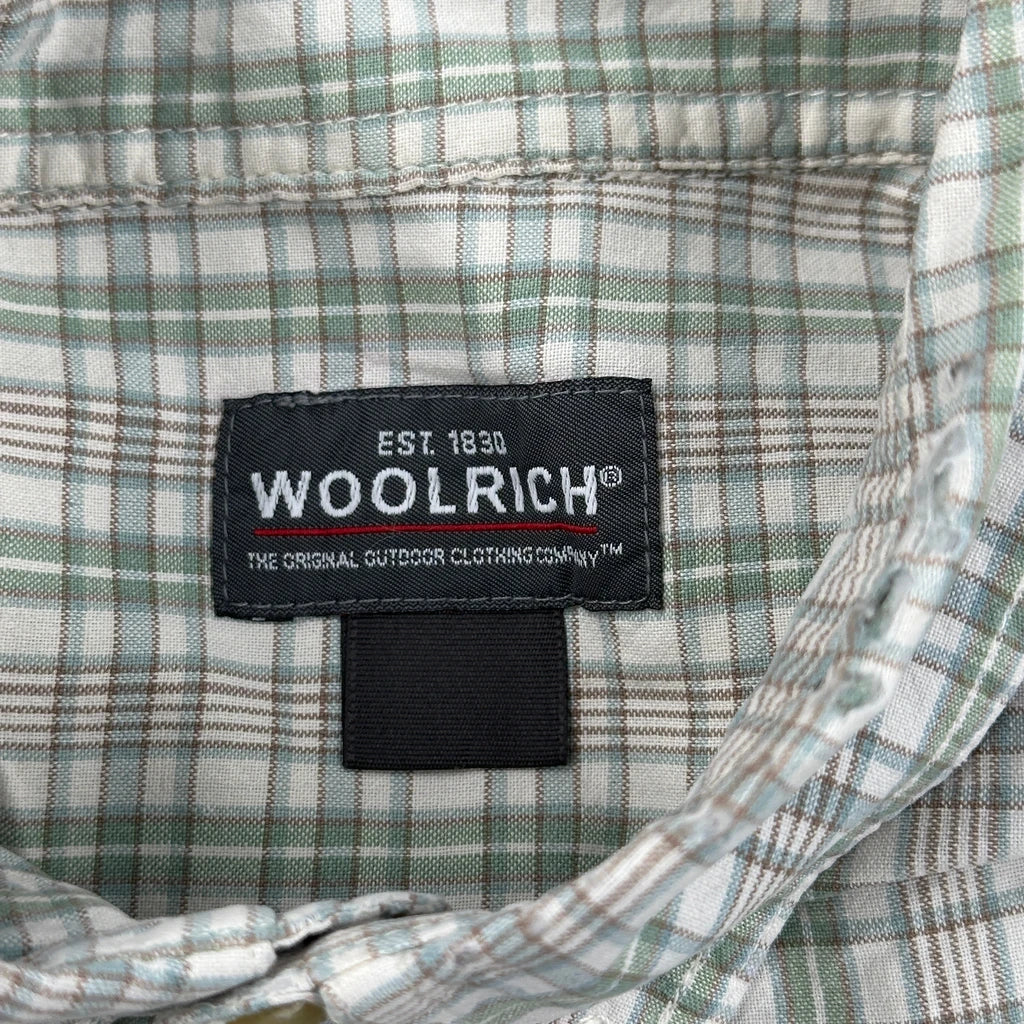 EST. 1830
WOOLRICH®
THE ORIGINAL OUTDOOR CLOTHING COMPANY™